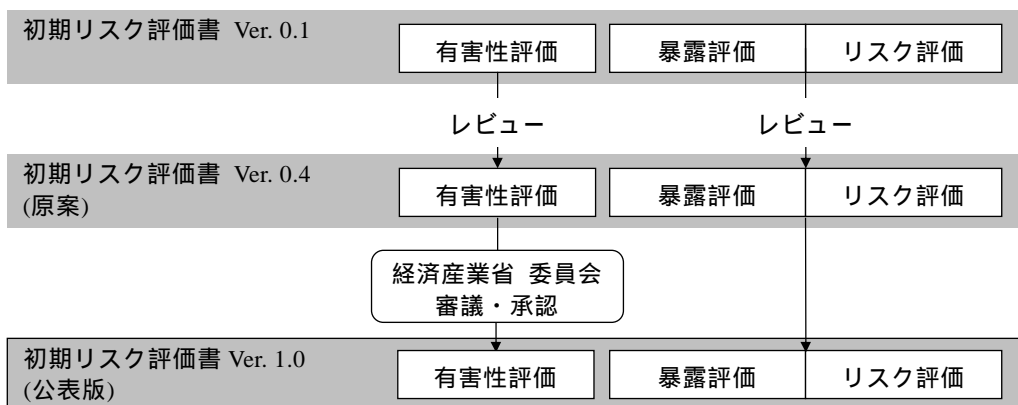 初期リスク評価書 Ver. 0.1
有害性評価 暴露評価 リスク評価
レビュー レビュー
初期リスク評価書 Ver. 0.4
(原案)
有害性評価 暴露評価 リスク評価
経済産業省 委員会
審議・承認
初期リスク評価書 Ver. 1.0
(公表版)
有害性評価 暴露評価 リスク評価